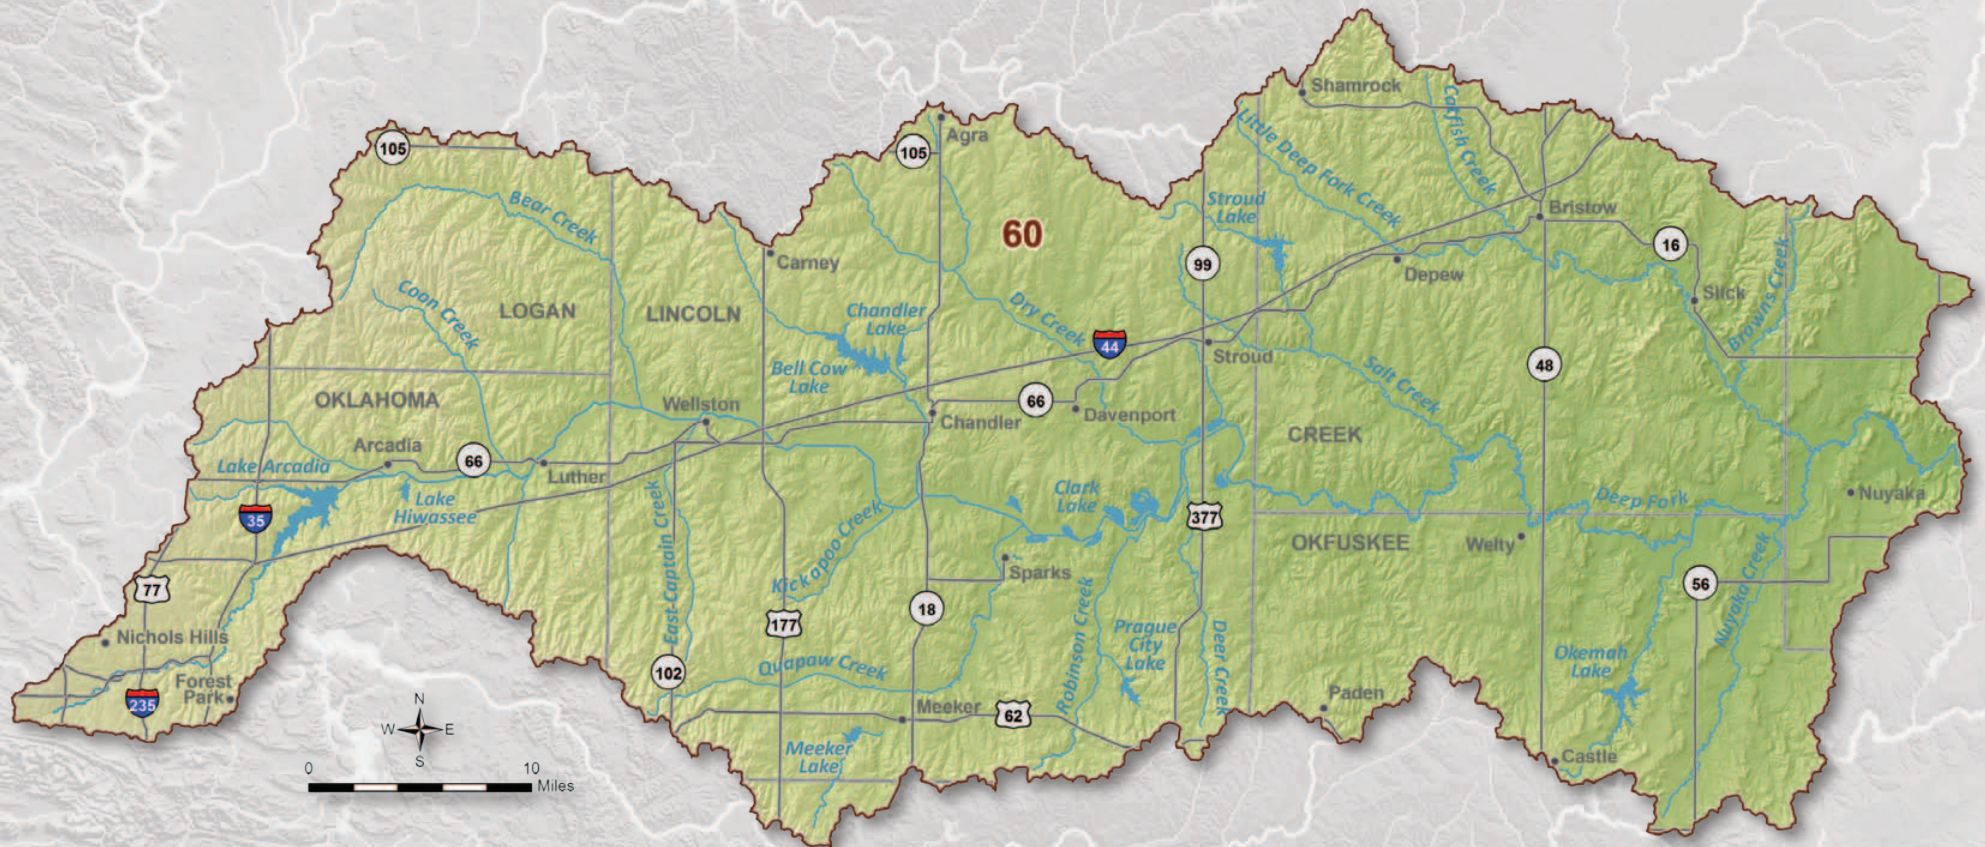 Shamrock
Catfish Creek
Little Deep Fork Creek
105
Agra
105
Bear Creek
Stroud
Lake
Bristow
60
16
Carney
99
Depew
Coon Creek
Slick
Browns Creek
LOGAN
LINCOLN
Chandler
Lake
Dry Creek
44
Stroud
Bell Cow
Lake
Salt Creek
48
OKLAHOMA
Wellston
66
Chandler
Davenport
CREEK
Arcadia
66
Lake Arcadia
Luther
Lake
Hiwassee
Clark
Lake
Deep Fork
Nuyaka
35
377
East-Captain Creek
Kickapoo Creek
OKFUSKEE
Welty
Sparks
77
56
Nuyaka Creek
18
Robinson Creek
177
Nichols Hills
Prague
City
Lake
Deer Creek
Okemah
Lake
102
Quapaw Creek
Forest
Park
235
Paden
Meeker
62
N
W
E
S
Meeker
Lake
Castle
0
10
Miles